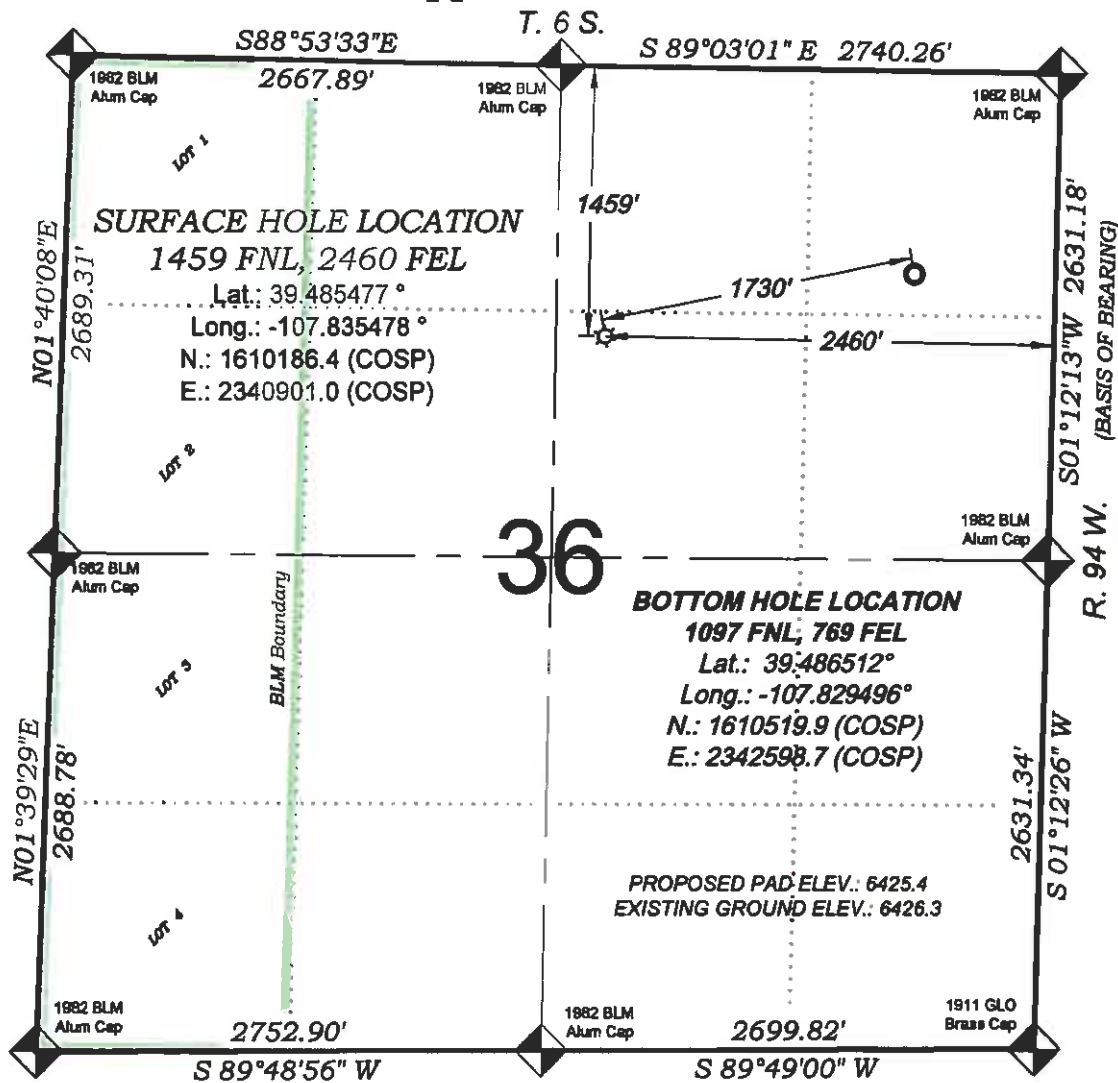 T. 6 S.
S88°53'33"E
2667.89'
S 89°03'01" E 2740.26'
1982 BLM
Alum Cap
1982 BLM
Alum Cap
1982 BLM
Alum Cap
LOT 1
1459'
SURFACE HOLE LOCATION
1459 FNL, 2460 FEL
Lat.: 39.485477 °
Long.: -107.835478 °
N.: 1610186.4 (COSP)
E.: 2340901.0 (COSP)
N01°40'08"E
2689.31'
1730'
2460'
2631.18'
S01°12'13"W
(BASIS OF BEARING)
LOT 2
36
1982 BLM
Alum Cap
1982 BLM
Alum Cap
R. 94 W.
BLM Boundary
BOTTOM HOLE LOCATION
1097 FNL, 769 FEL
Lat.: 39.486512°
Long.: -107.829496°
N.: 1610519.9 (COSP)
E.: 2342598.7 (COSP)
LOT 3
N01°39'29"E
2688.78'
2631.34'
S 01°12'26" W
PROPOSED PAD ELEV.: 6425.4
EXISTING GROUND ELEV.: 6426.3
LOT 4
1982 BLM
Alum Cap
1982 BLM
Alum Cap
1911 GLO
Brass Cap
2752.90'
S 89°48'56" W
2699.82'
S 89°49'00" W